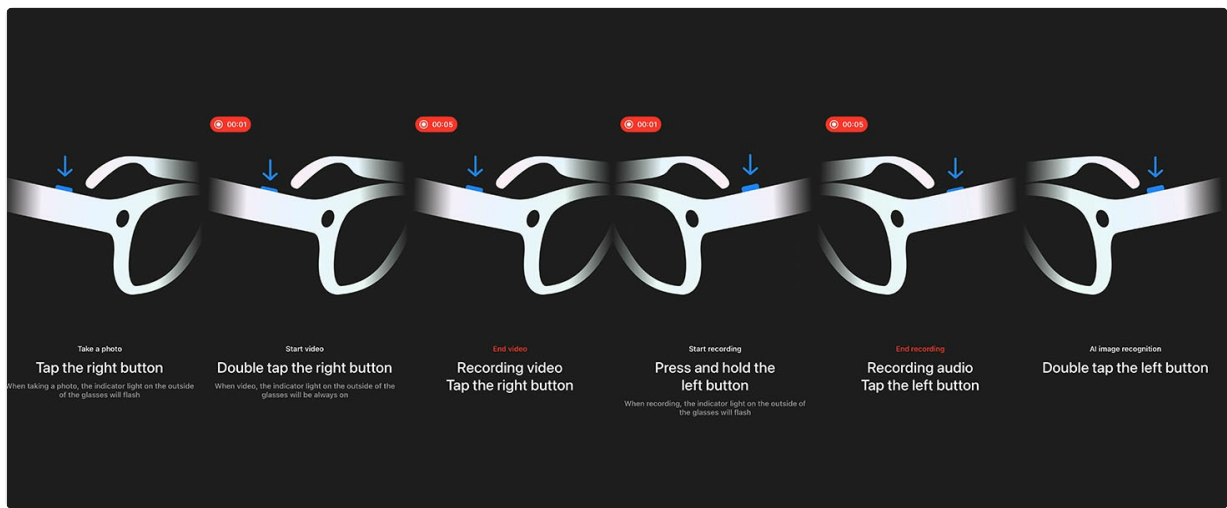 Take a photo
Tap the right button
When taking a photo, the indicator light on the outside
of the glasses will flash
00:01
Start video
Double tap the right button
When video, the indicator light on the outside of the
glasses will be always on
00:05
End video
Recording video
Tap the right button
00:01
Start recording
Press and hold the
left button
When recording, the indicator light on the outside of
the glasses will flash
00:05
End recording
Recording audio
Tap the left button
AI image recognition
Double tap the left button